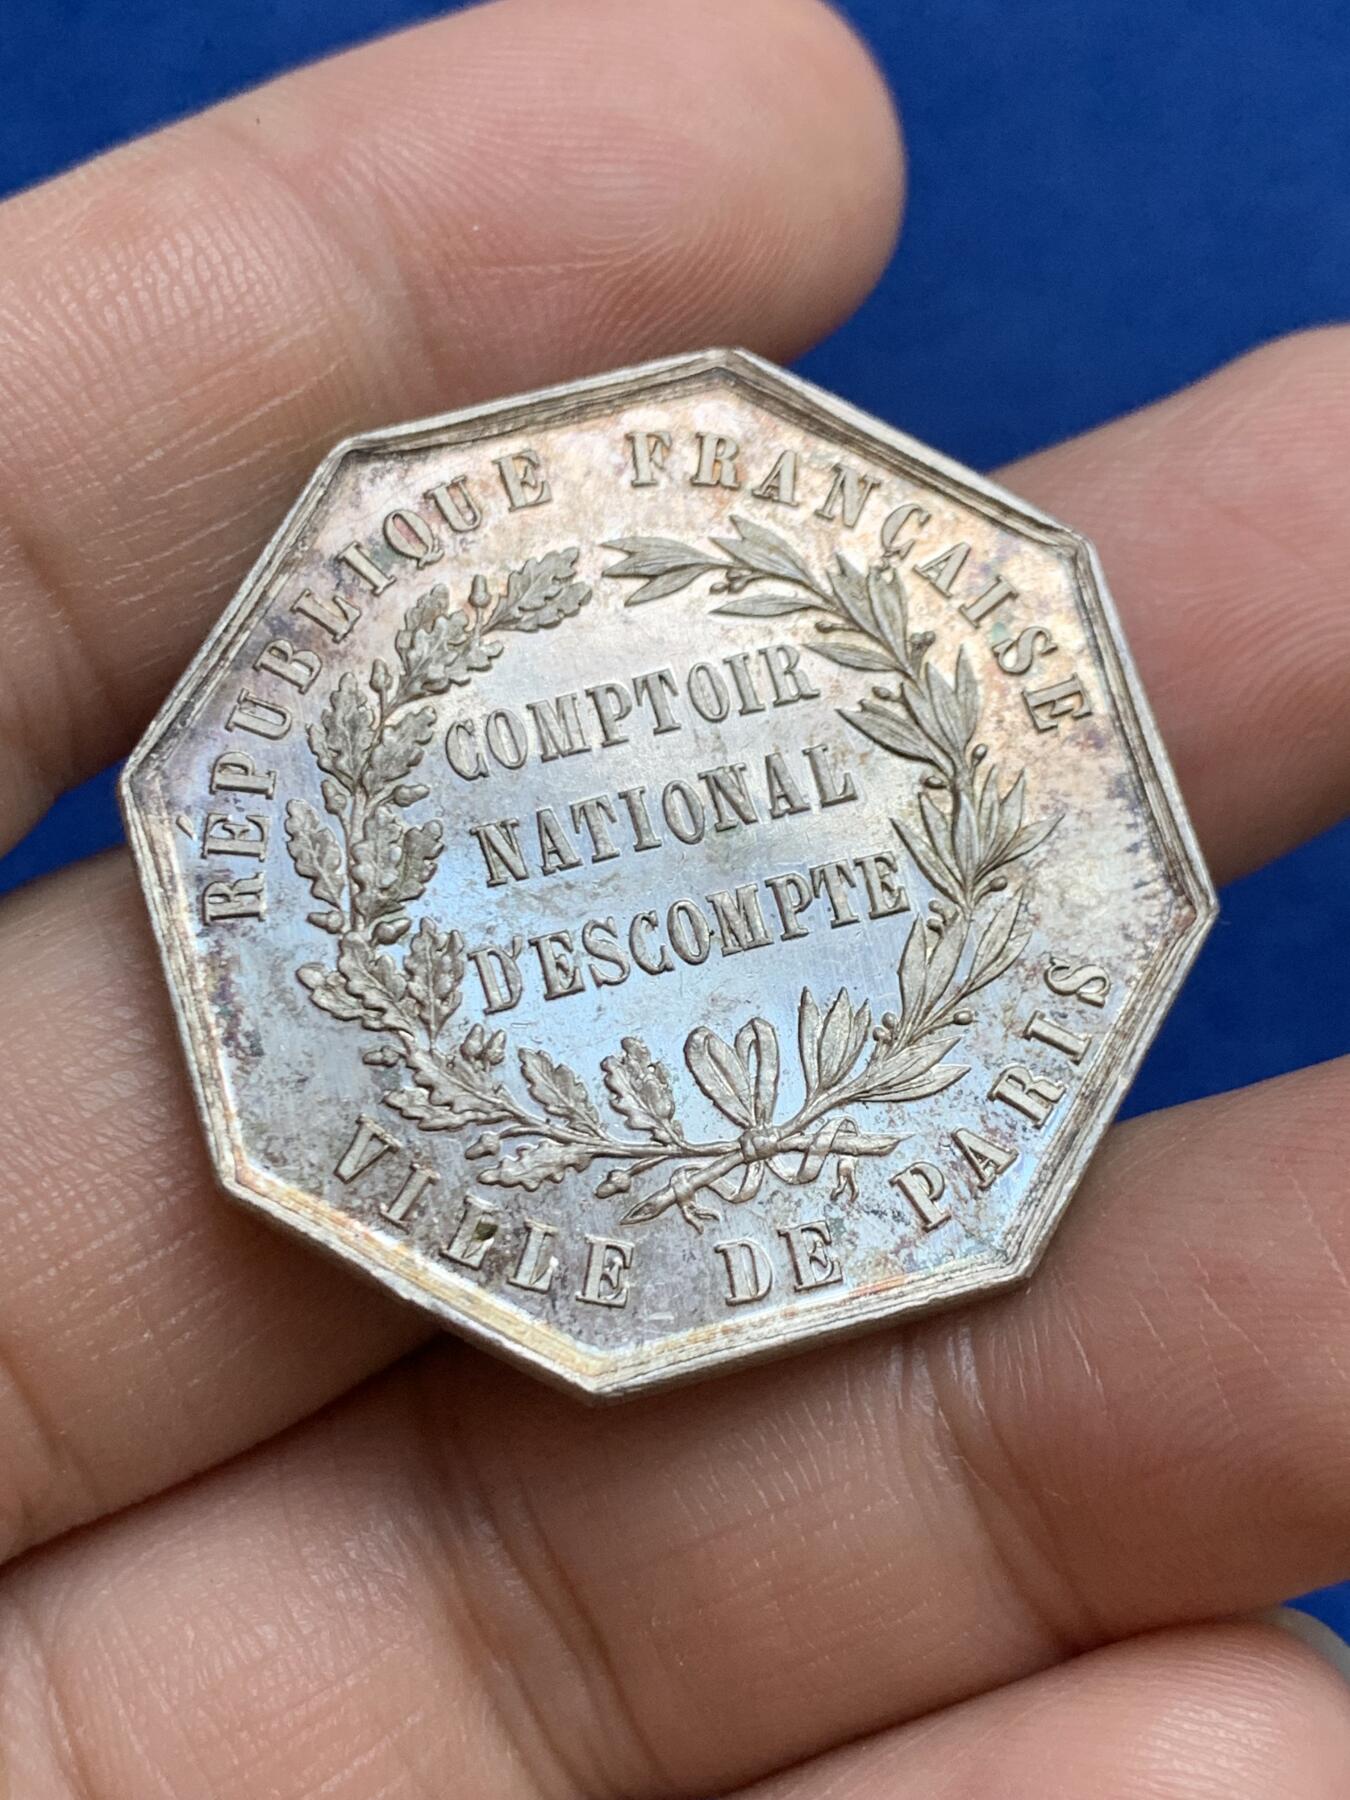 RÉPUBLIQUE FRANÇAISE
COMPTOIR
NATIONAL
D'ESCOMPTE
VILLE DE PARIS